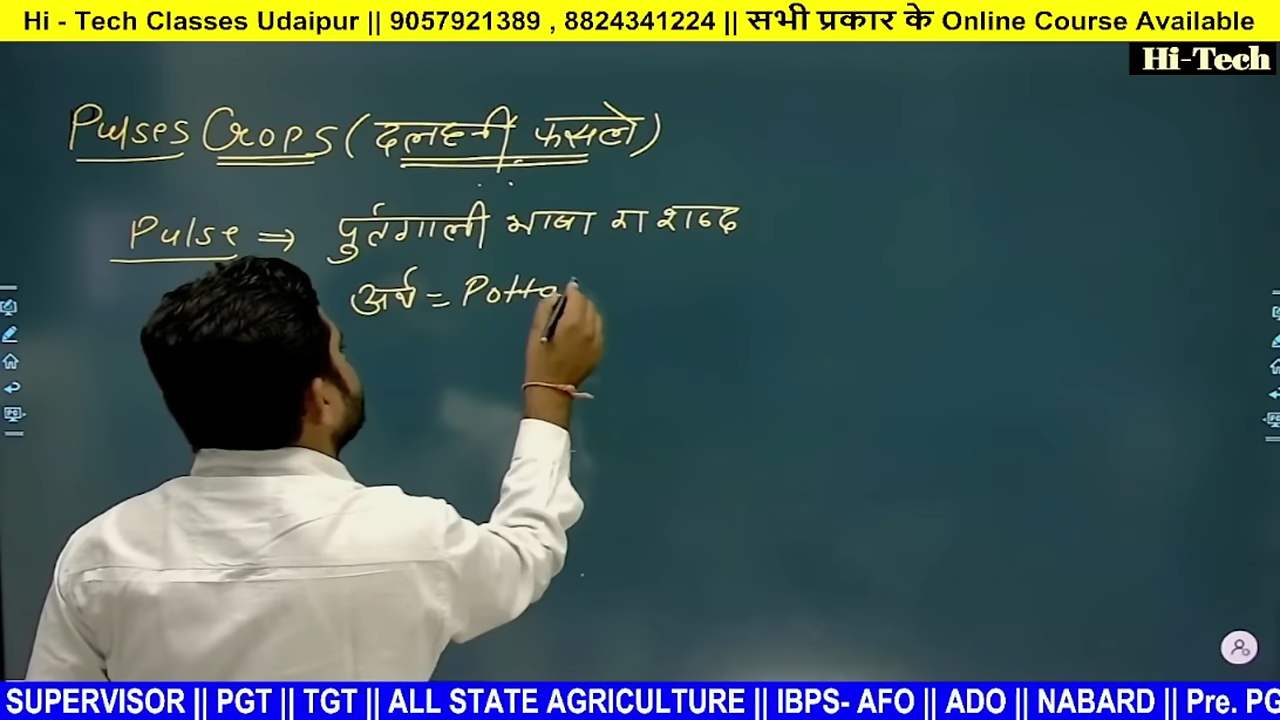 Hi - Tech Classes Udaipur || 9057921389 , 8824341224 || सभी प्रकार के Online Course Available
Hi-Tech
Pulses Crops (दलहनी फसले)
Pulse ⇒ पुर्तगाली भाषा का शब्द
अर्थ = Potta
SUPERVISOR || PGT || TGT || ALL STATE AGRICULTURE || IBPS- AFO || ADO || NABARD || Pre. PG